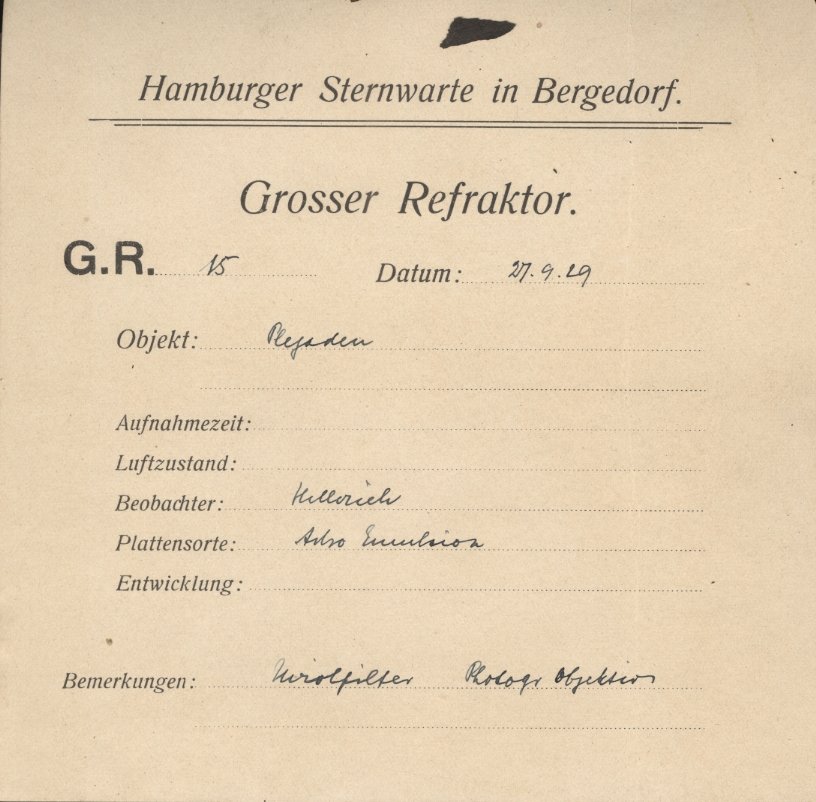 Hamburger Sternwarte in Bergedorf.
Grosser Refraktor.
G.R. 15 Datum: 27.9.29
Objekt: Plejaden
Aufnahmezeit:
Luftzustand:
Beobachter: Hellerich
Plattensorte: Astro Emulsion
Entwicklung:
Bemerkungen: Uviolfilter Photogr Objektiv